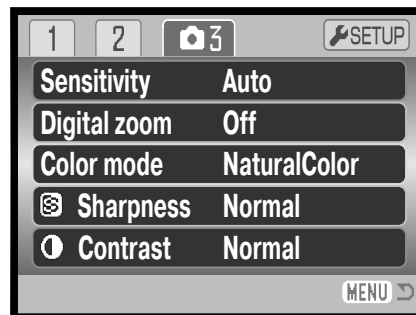 1 2 3 SETUP
Sensitivity Auto
Digital zoom Off
Color mode NaturalColor
S Sharpness Normal
Contrast Normal
MENU